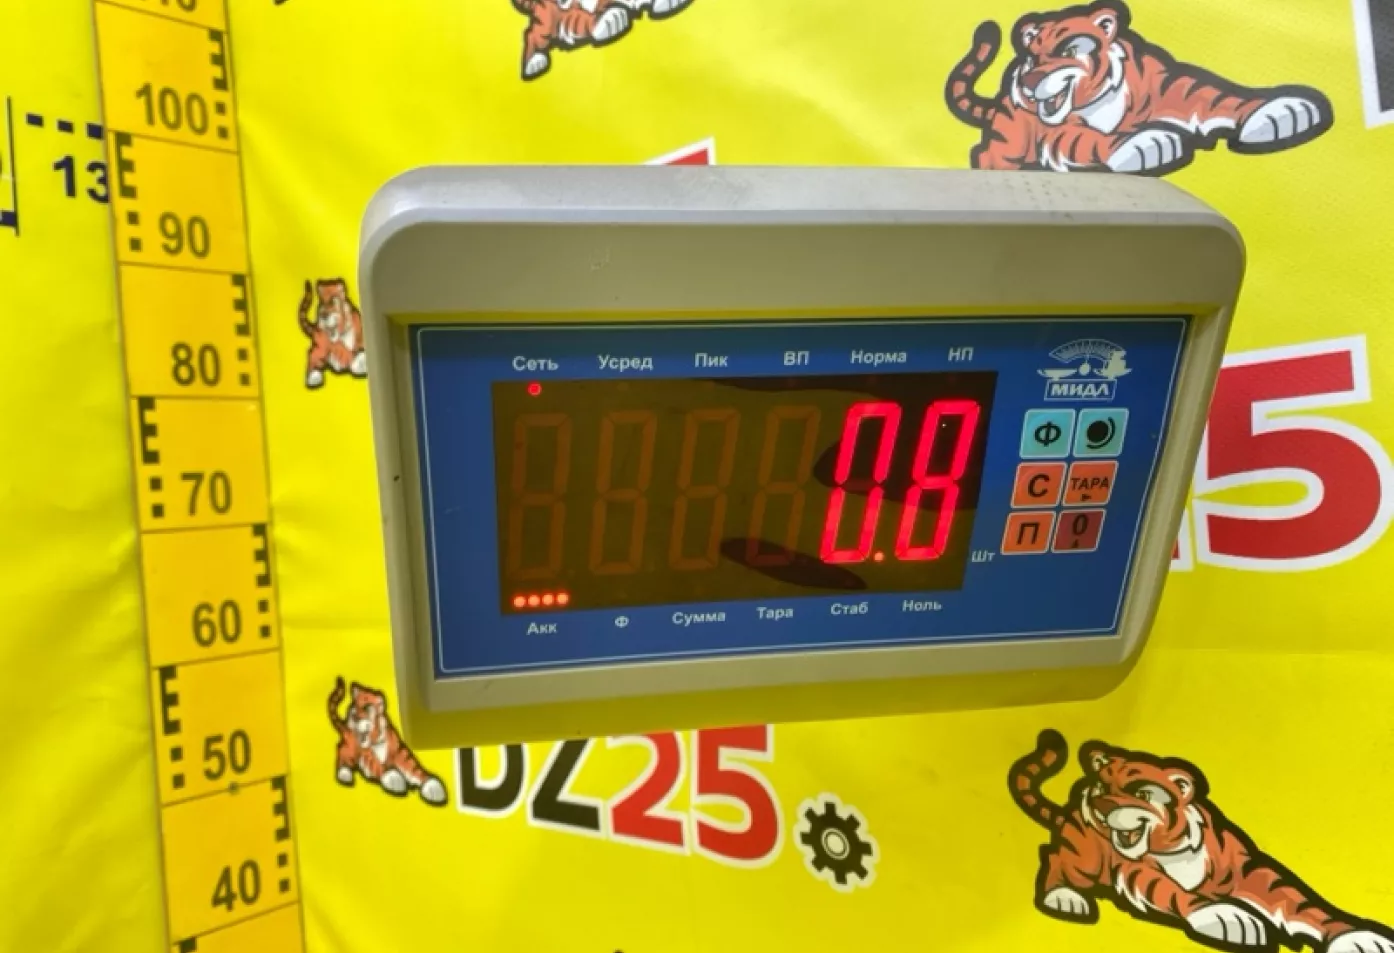 100
13
90
80
70
60
50
40
Сеть Усред Пик ВП Норма НП
МИДЛ
Ф
С ТАРА
П 0
0.8
Шт
Акк Ф Сумма Тара Стаб Ноль
DZ25
5